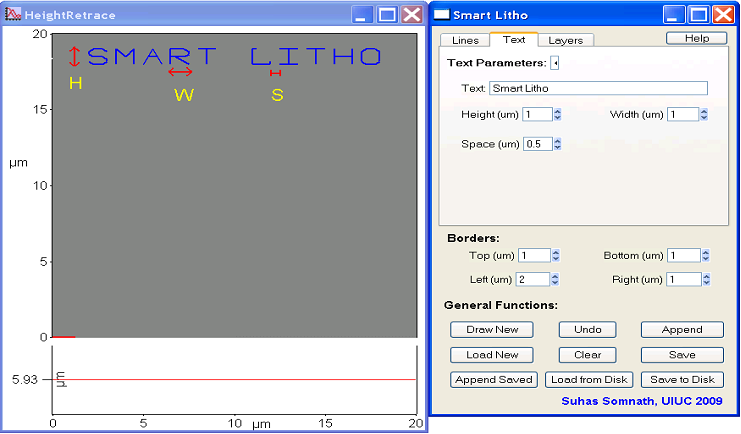 HeightRetrace
20
15
10
5
0
µm
SMART LITHO
H
W
S
5.93
µm
0
5
10
15
20
µm
Smart Litho
Lines
Text
Layers
Help
Text Parameters:
Text: Smart Litho
Height (um) 1
Width (um) 1
Space (um) 0.5
Borders:
Top (um) 1
Bottom (um) 1
Left (um) 2
Right (um) 1
General Functions:
Draw New
Undo
Append
Load New
Clear
Save
Append Saved
Load from Disk
Save to Disk
Suhas Somnath, UIUC 2009